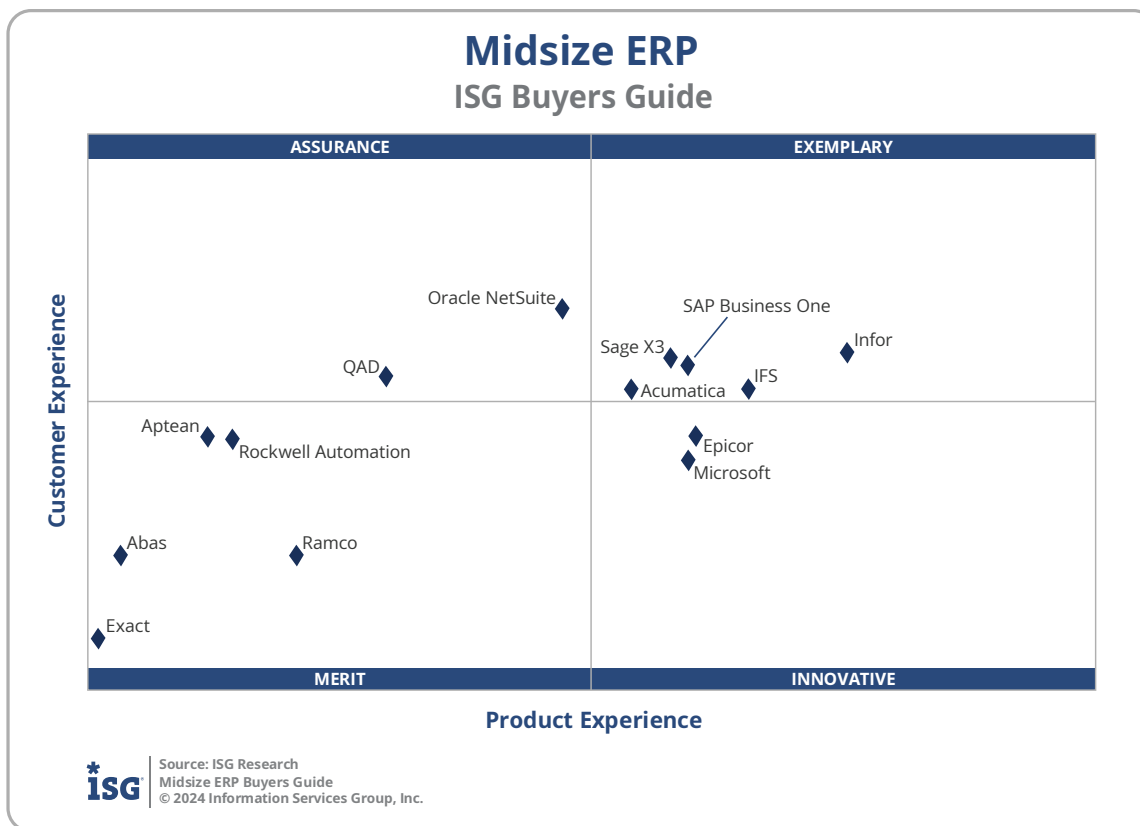 Midsize ERP
ISG Buyers Guide
ASSURANCE
EXEMPLARY
Oracle NetSuite
SAP Business One
Sage X3
Infor
QAD
IFS
Acumatica
Aptean
Rockwell Automation
Epicor
Microsoft
Abas
Ramco
Exact
MERIT
INNOVATIVE
Customer Experience
Product Experience
ISG
Source: ISG Research
Midsize ERP Buyers Guide
© 2024 Information Services Group, Inc.